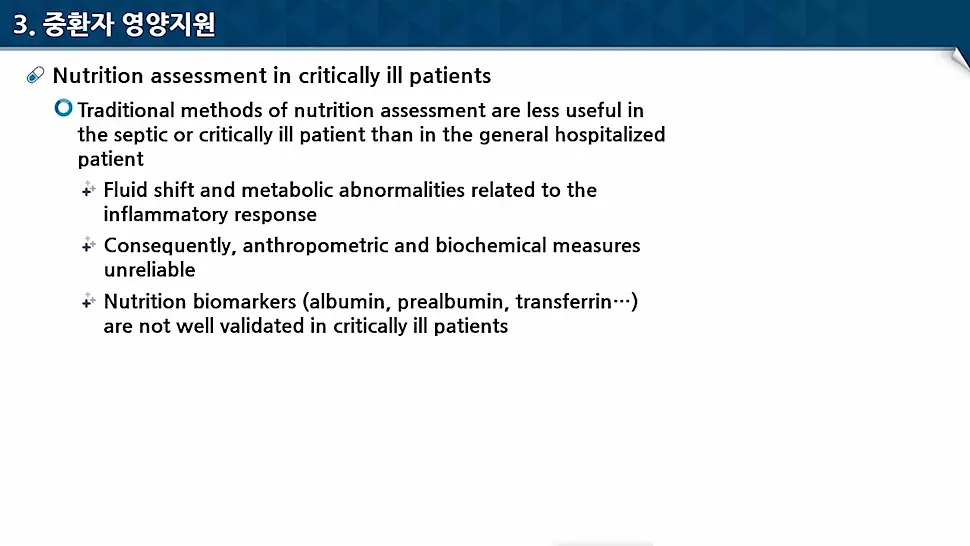 3. 중환자 영양지원
Nutrition assessment in critically ill patients
Traditional methods of nutrition assessment are less useful in
the septic or critically ill patient than in the general hospitalized
patient
Fluid shift and metabolic abnormalities related to the
inflammatory response
Consequently, anthropometric and biochemical measures
unreliable
Nutrition biomarkers (albumin, prealbumin, transferrin…)
are not well validated in critically ill patients